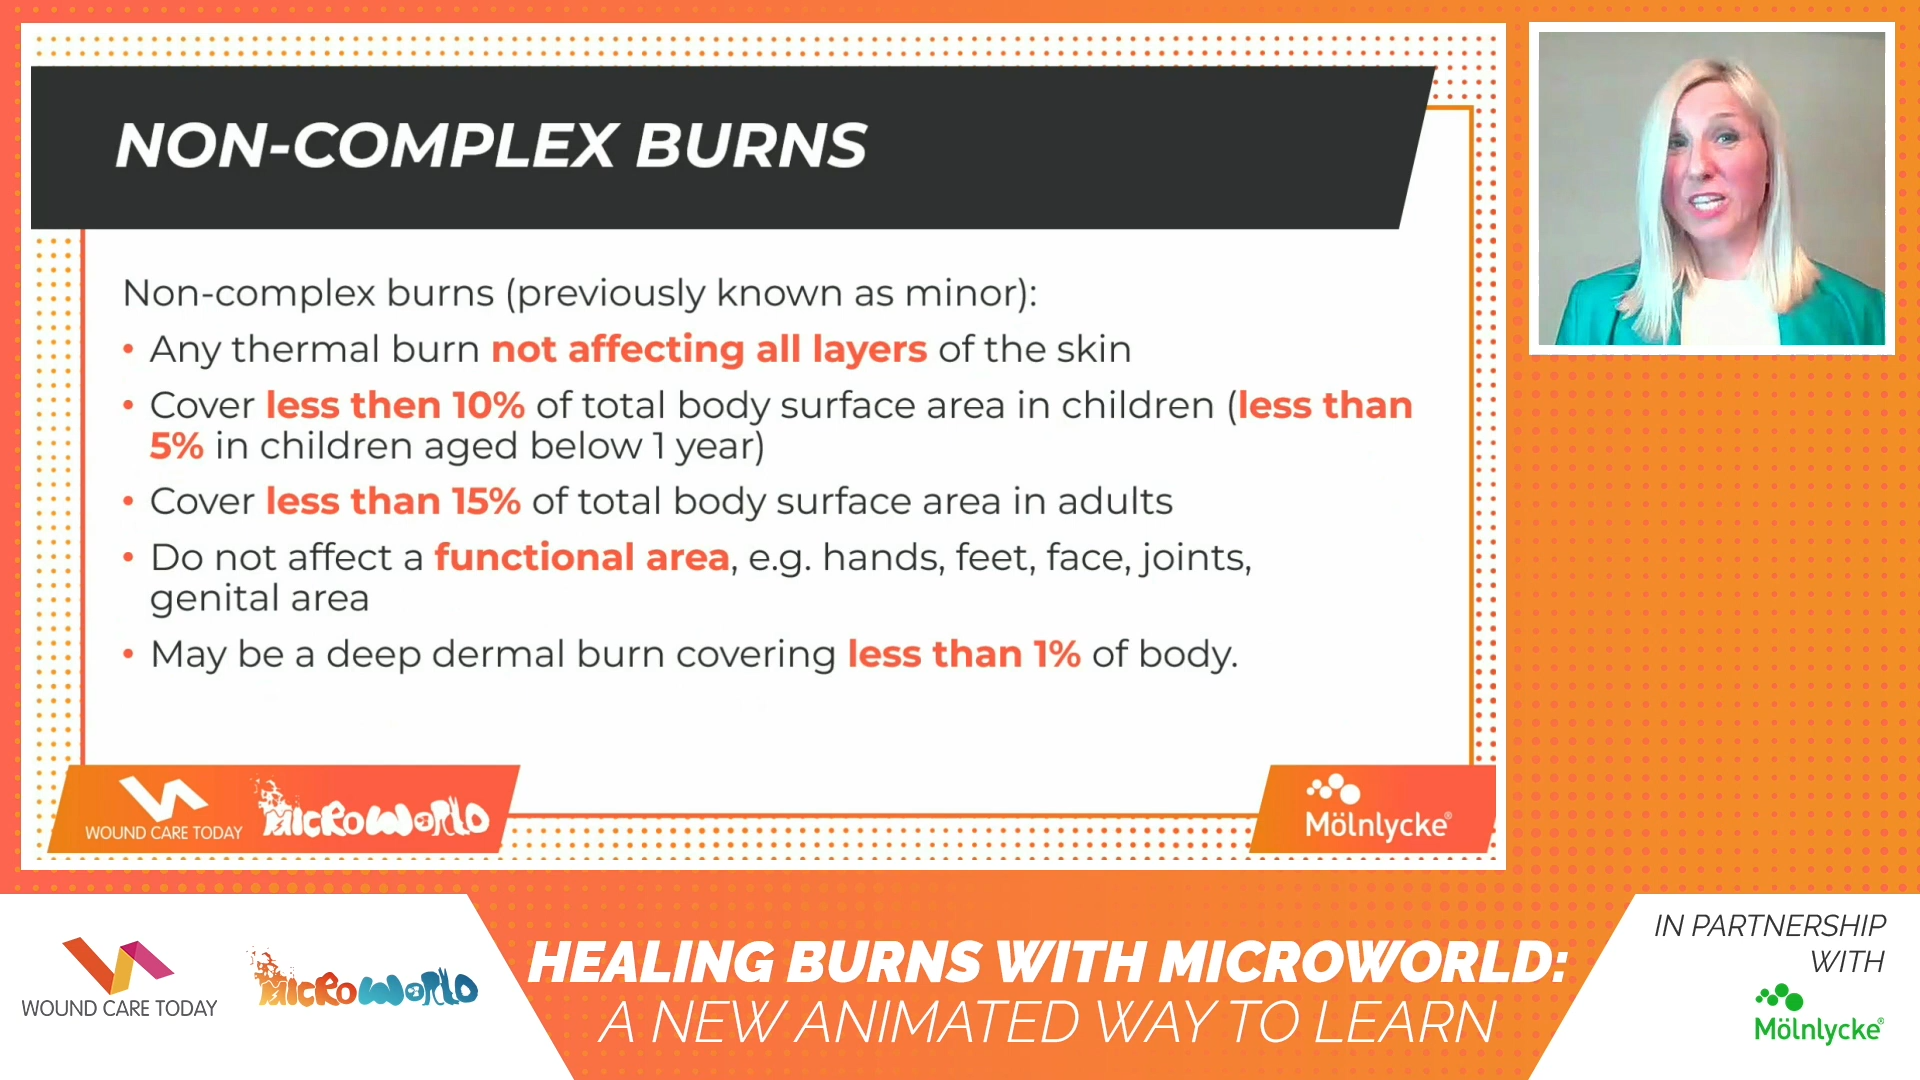 NON-COMPLEX BURNS
Non-complex burns (previously known as minor):
• Any thermal burn not affecting all layers of the skin
• Cover less then 10% of total body surface area in children (less than
5% in children aged below 1 year)
• Cover less than 15% of total body surface area in adults
• Do not affect a functional area, e.g. hands, feet, face, joints,
genital area
• May be a deep dermal burn covering less than 1% of body.
WOUND CARE TODAY
MICROWORLD
Mölnlycke®
WOUND CARE TODAY
MICROWORLD
HEALING BURNS WITH MICROWORLD:
A NEW ANIMATED WAY TO LEARN
IN PARTNERSHIP
WITH
Mölnlycke®